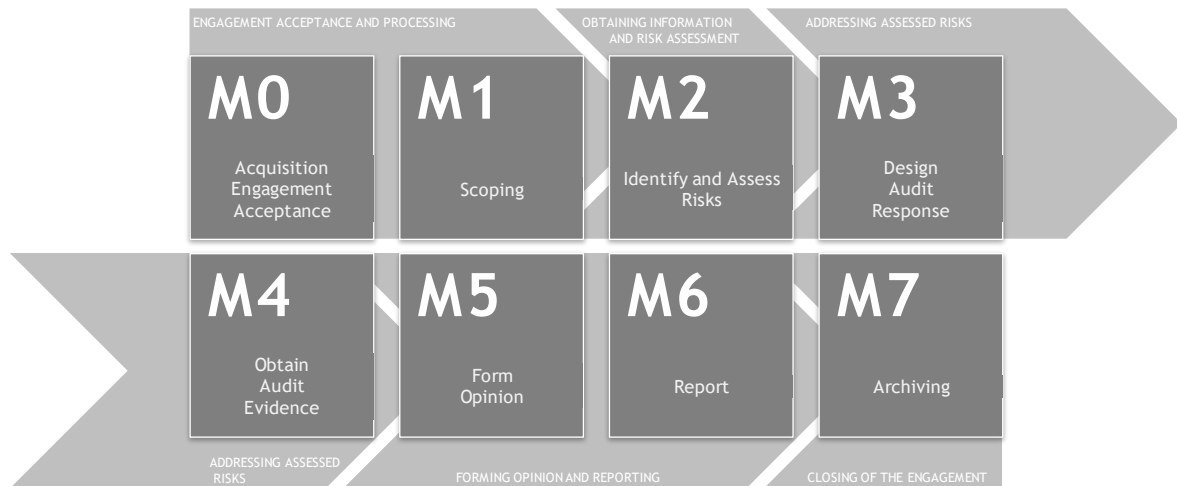 ENGAGEMENT ACCEPTANCE AND PROCESSING
OBTAINING INFORMATION
AND RISK ASSESSMENT
ADDRESSING ASSESSED RISKS
M0
Acquisition
Engagement
Acceptance
M1
Scoping
M2
Identify and Assess
Risks
M3
Design
Audit
Response
M4
Obtain
Audit
Evidence
M5
Form
Opinion
M6
Report
M7
Archiving
ADDRESSING ASSESSED
RISKS
FORMING OPINION AND REPORTING
CLOSING OF THE ENGAGEMENT